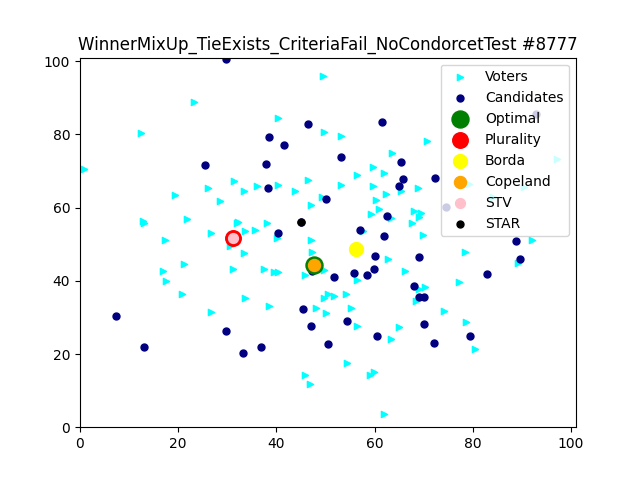 WinnerMixUp_TieExists_CriteriaFail_NoCondorcetTest #8777
100
80
60
40
20
0
0
20
40
60
80
100
Voters
Candidates
Optimal
Plurality
Borda
Copeland
STV
STAR